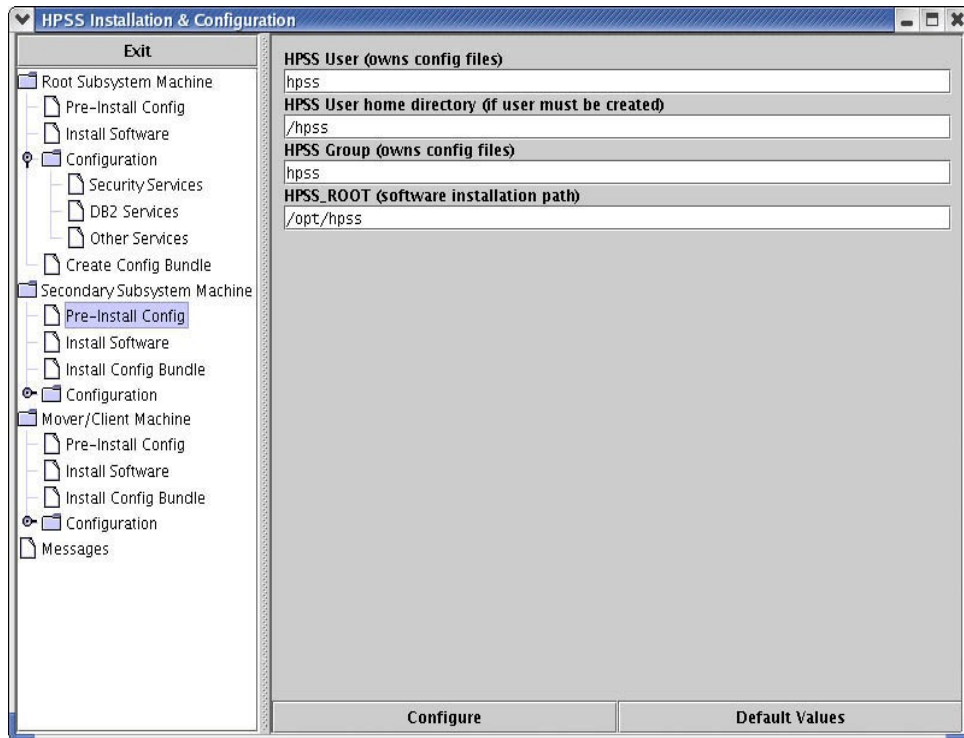 HPSS Installation & Configuration
Exit
Root Subsystem Machine
Pre-Install Config
Install Software
Configuration
Security Services
DB2 Services
Other Services
Create Config Bundle
Secondary Subsystem Machine
Pre-Install Config
Install Software
Install Config Bundle
Configuration
Mover/Client Machine
Pre-Install Config
Install Software
Install Config Bundle
Configuration
Messages
HPSS User (owns config files)
hpss
HPSS User home directory (if user must be created)
/hpss
HPSS Group (owns config files)
hpss
HPSS_ROOT (software installation path)
/opt/hpss
Configure
Default Values